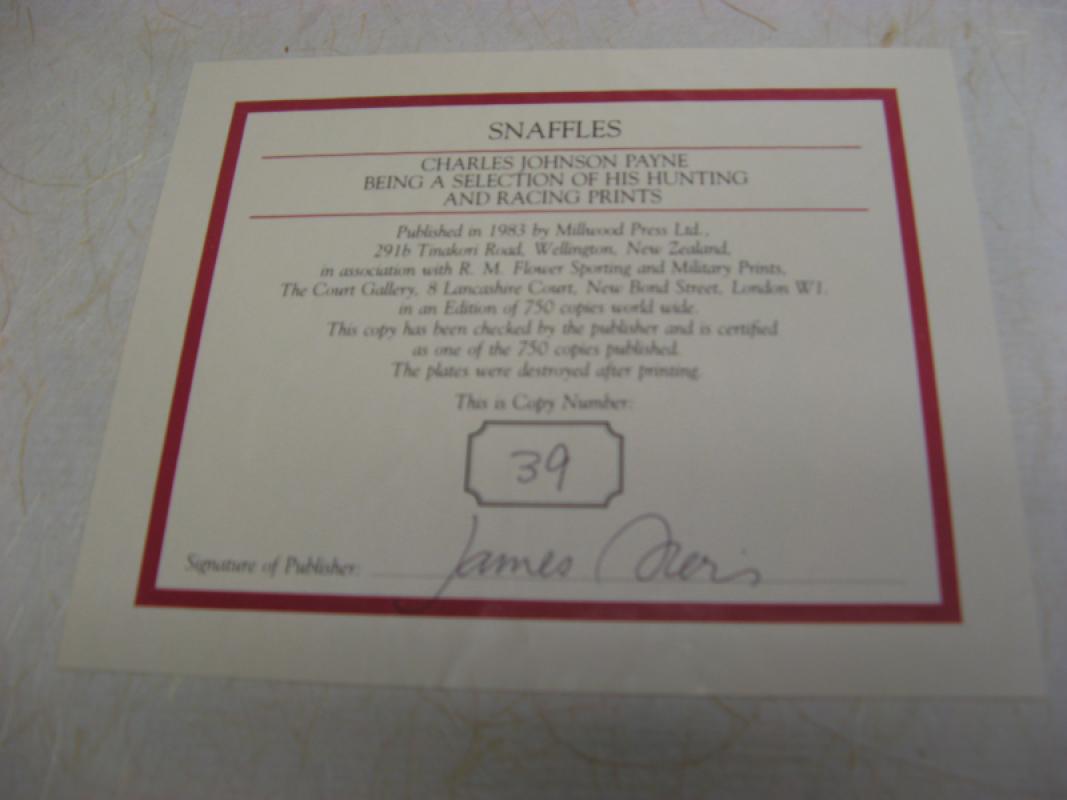 SNAFFLES
CHARLES JOHNSON PAYNE
BEING A SELECTION OF HIS HUNTING
AND RACING PRINTS
Published in 1983 by Millwood Press Ltd.,
291b Tinakori Road, Wellington, New Zealand,
in association with R. M. Flower Sporting and Military Prints,
The Court Gallery, 8 Lancashire Court, New Bond Street, London W1.
in an Edition of 750 copies world wide.
This copy has been checked by the publisher and is certified
as one of the 750 copies published.
The plates were destroyed after printing.
This is Copy Number:
39
Signature of Publisher: James